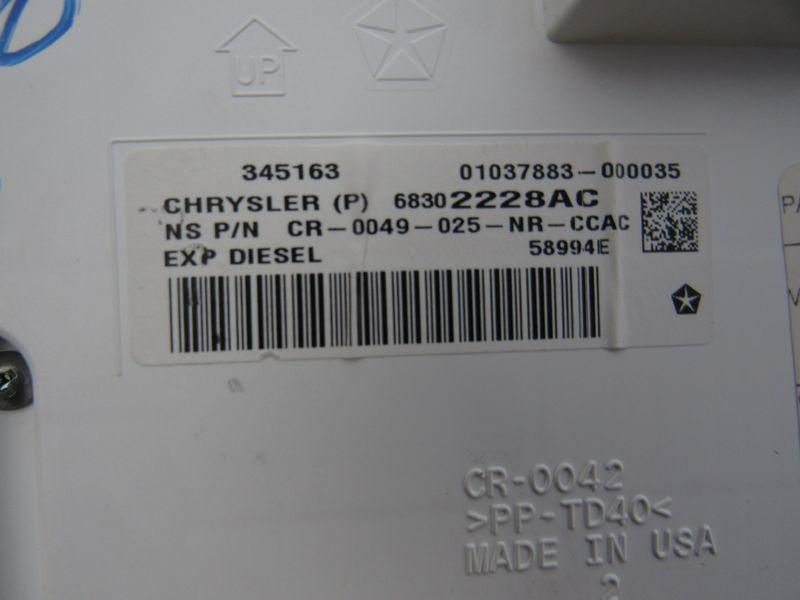 UP
345163 01037883-000035
CHRYSLER (P) 68302228AC
NS P/N CR-0049-025-NR-CCAC
EXP DIESEL 58994E
CR-0042
>PP-TD40<
MADE IN USA
2
PA
V